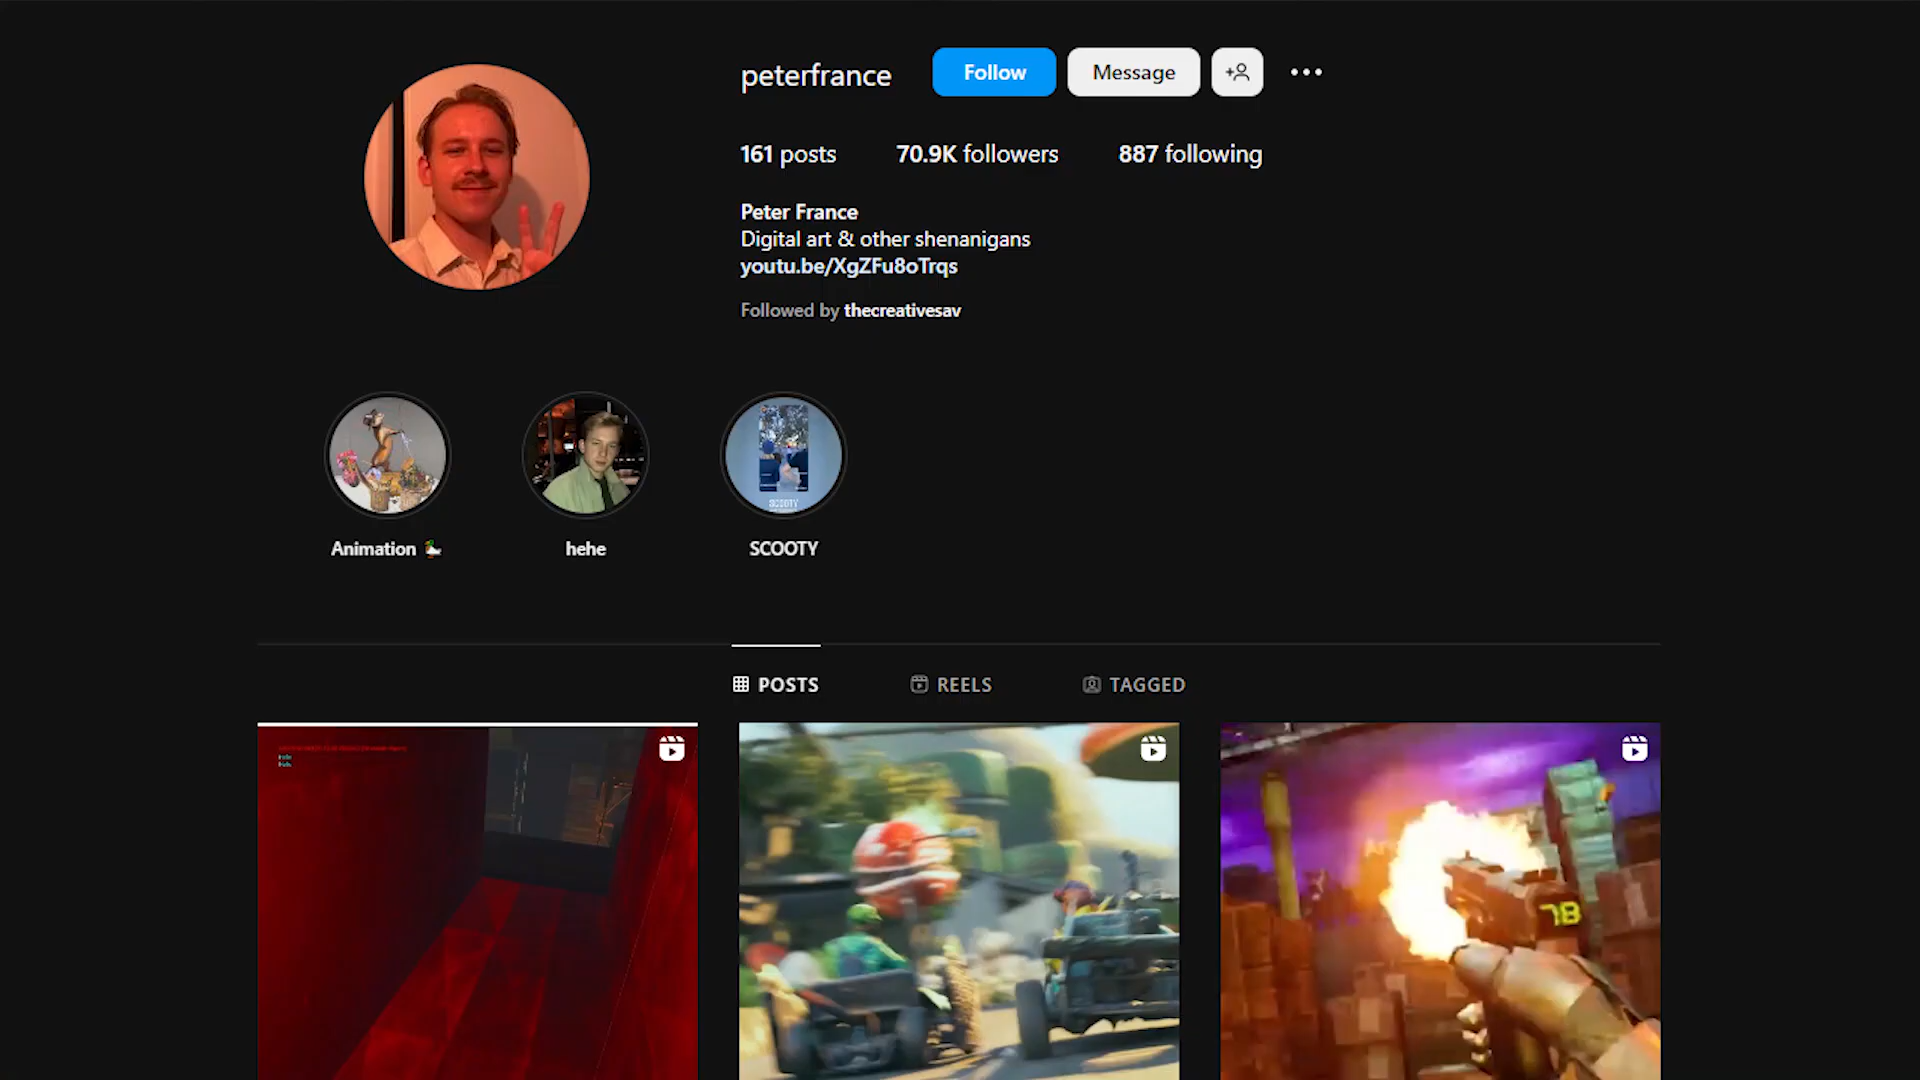 peterfrance
Follow
Message
161 posts
70.9K followers
887 following
Peter France
Digital art & other shenanigans
youtu.be/XgZFu8oTrqs
Followed by thecreativesav
SCOOTY
Animation 🦆
hehe
SCOOTY
POSTS
REELS
TAGGED
78